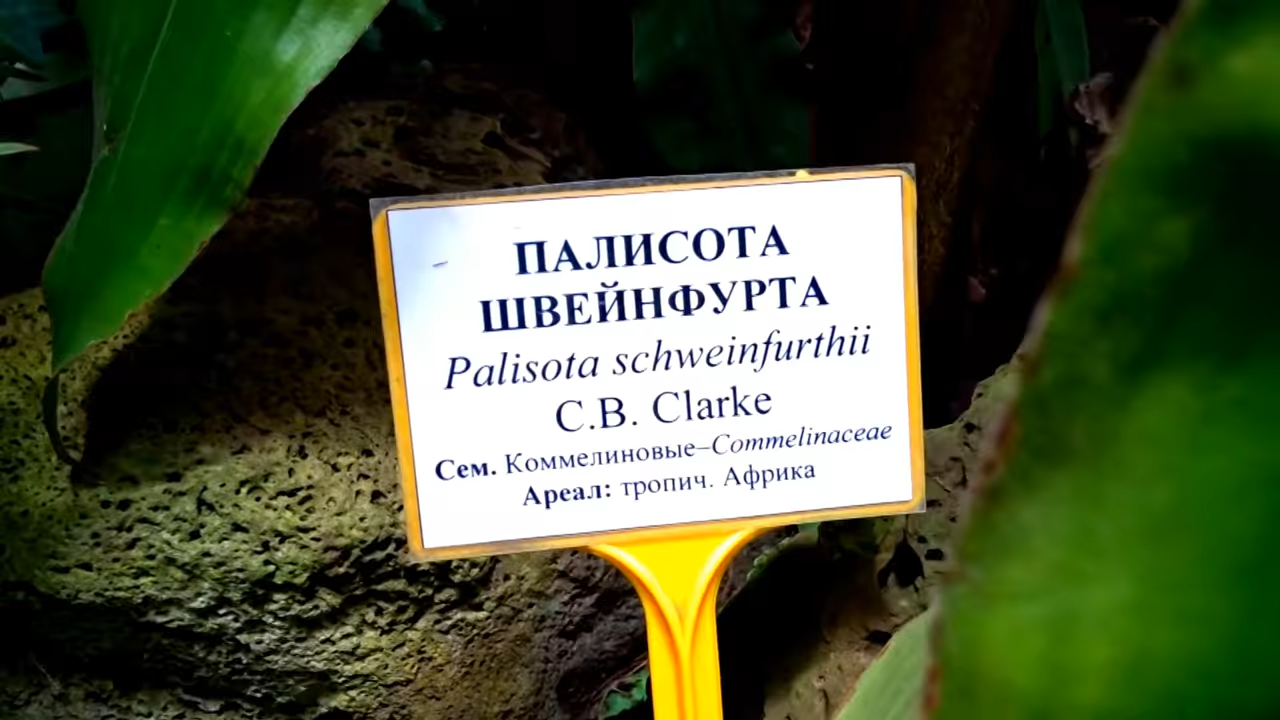 ПАЛИСОТА
ШВЕЙНФУРТА
Palisota schweinfurthii
C.B. Clarke
Сем. Коммелиновые–Commelinaceae
Ареал: тропич. Африка